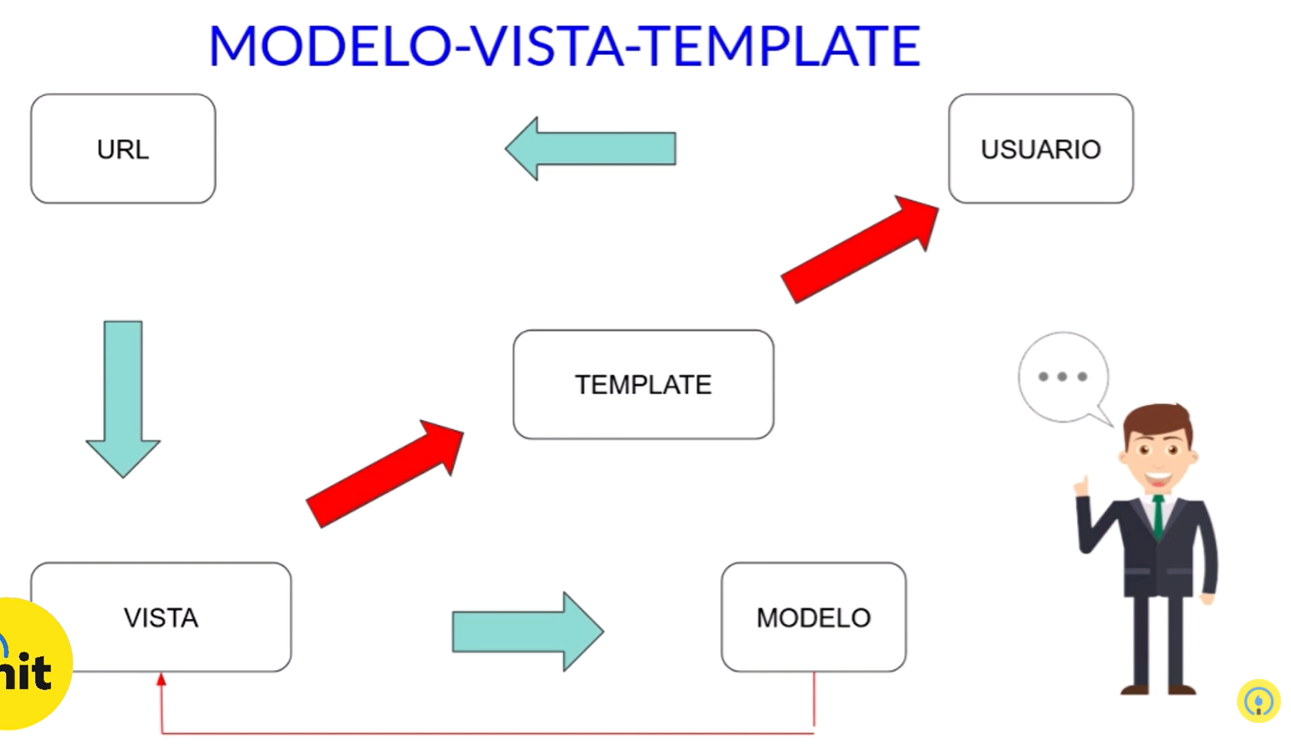 MODELO-VISTA-TEMPLATE
URL
USUARIO
TEMPLATE
VISTA
MODELO